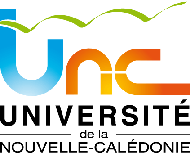 unc
UNIVERSITÉ
de la
NOUVELLE-CALÉDONIE